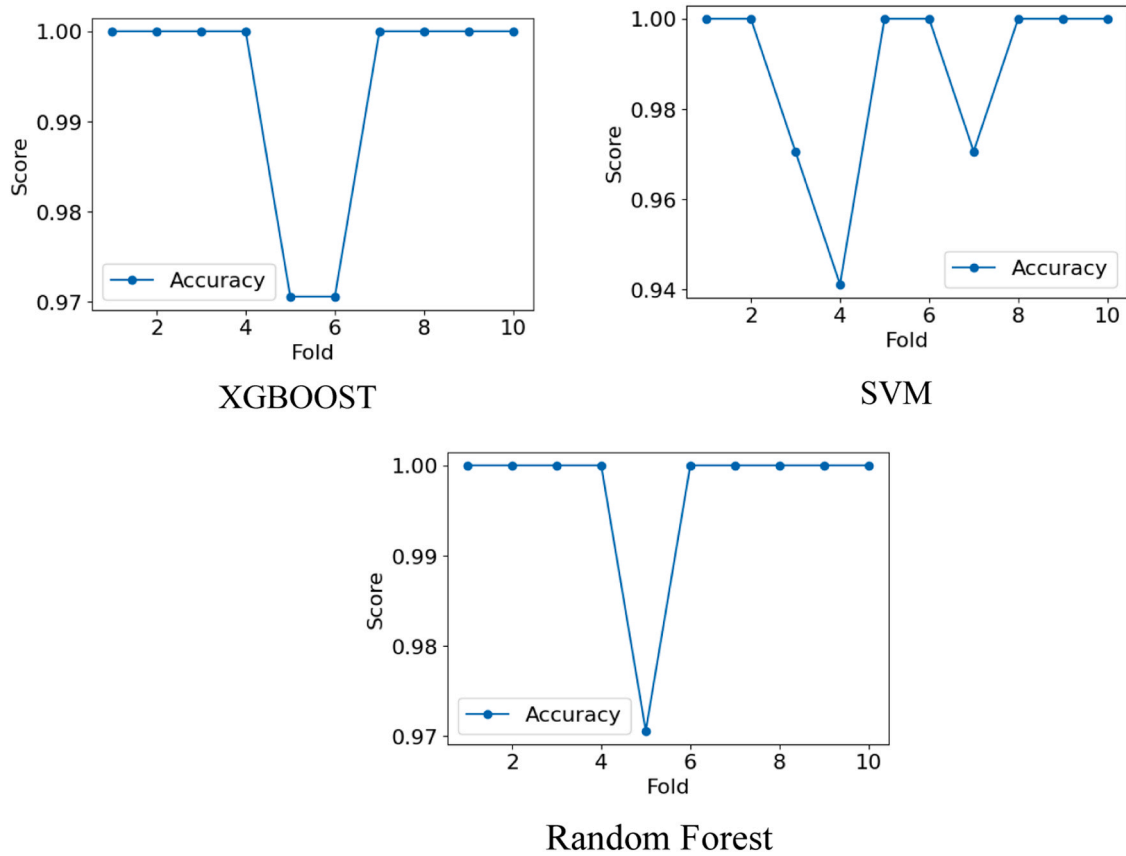 1.00
0.99
0.98
0.97
Score
Accuracy
2 4 6 8 10
Fold
XGBOOST
1.00
0.98
0.96
0.94
Score
Accuracy
2 4 6 8 10
Fold
SVM
1.00
0.99
0.98
0.97
Score
Accuracy
2 4 6 8 10
Fold
Random Forest